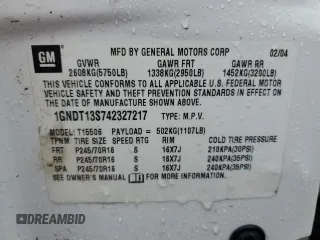 GM
MFD BY GENERAL MOTORS CORP 02/04
GVWR GAWR FRT GAWR RR
2608KG(5750LB) 1338KG(2950LB) 1452KG(3200LB)
THIS VEHICLE CONFORMS TO ALL APPLICABLE U.S. FEDERAL MOTOR
VEHICLE SAFETY AND THEFT PREVENTION STANDARDS IN EFFECT
ON THE DATE OF MANUFACTURE SHOWN ABOVE.
1GNDT13S742327217 TYPE: M.P.V.
MODEL: T15506 PAYLOAD = 502KG(1107LB)
TPNM TIRE SIZE SPEED RTG RIM COLD TIRE PRESSURE
FRT P245/70R16 S 16X7J 210KPA(30PSI)
RR P245/70R16 S 16X7J 240KPA(35PSI)
SPA P245/70R16 S 16X7J 240KPA(35PSI)
SEE OWNER'S MANUAL FOR ADDITIONAL INFORMATION